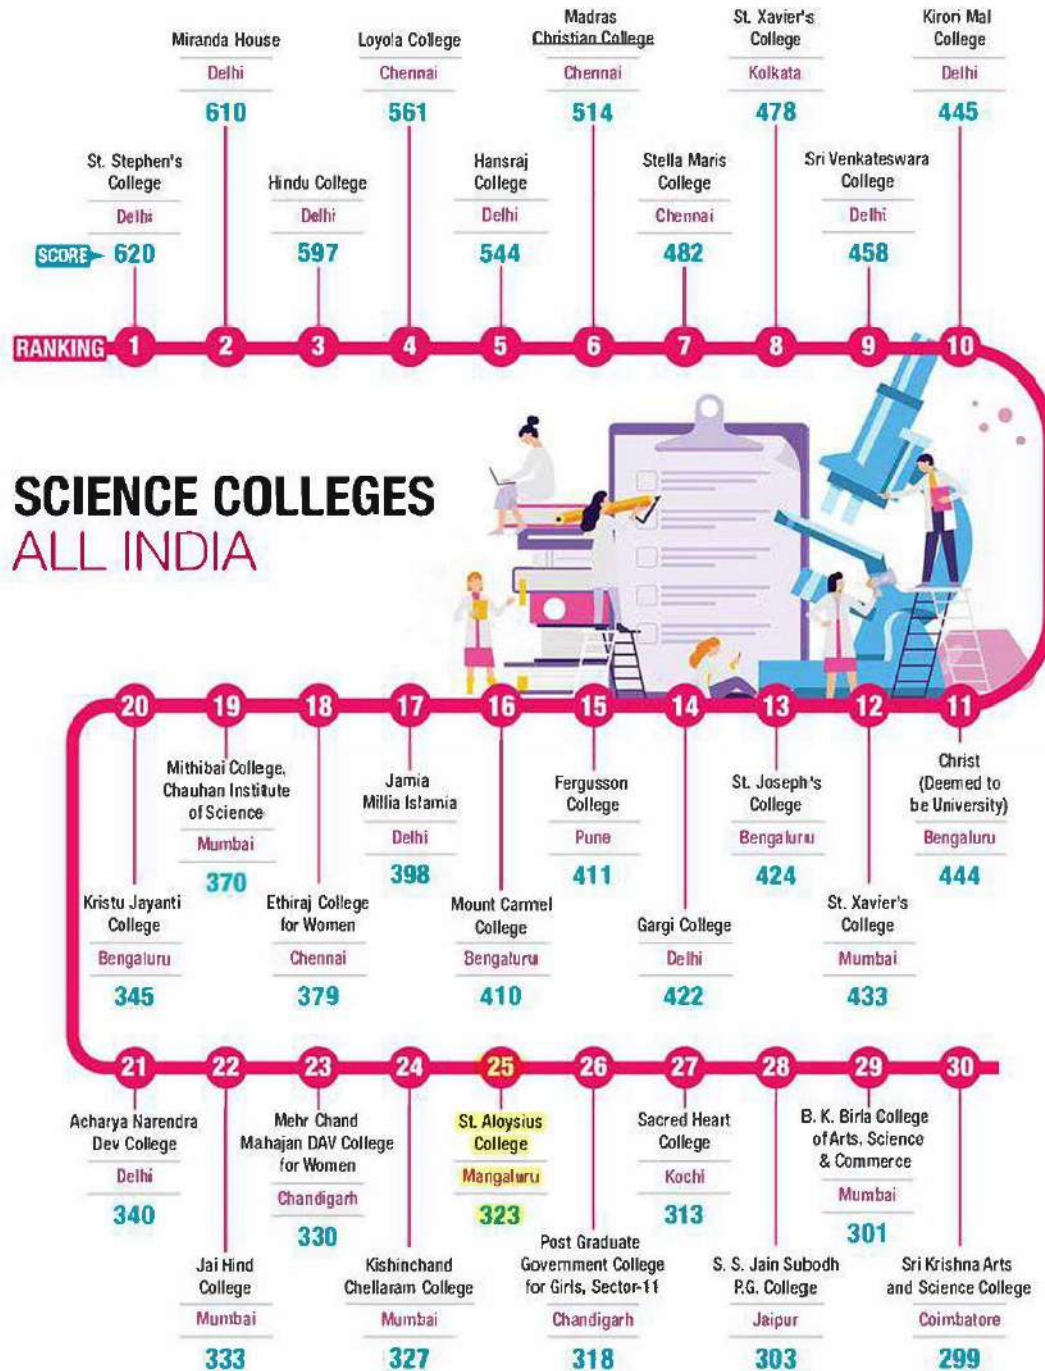 St. Stephen's
College
Delhi
SCORE 620
Miranda House
Delhi
610
Hindu College
Delhi
597
Loyola College
Chennai
561
Hansraj
College
Delhi
544
Madras
Christian College
Chennai
514
Stella Maris
College
Chennai
482
St. Xavier's
College
Kolkata
478
Sri Venkateswara
College
Delhi
458
Kirori Mal
College
Delhi
445
RANKING 1 2 3 4 5 6 7 8 9 10
SCIENCE COLLEGES
ALL INDIA
20 19 18 17 16 15 14 13 12 11
Kristu Jayanti
College
Bengaluru
345
Mithibai College,
Chauhan Institute
of Science
Mumbai
370
Ethiraj College
for Women
Chennai
379
Jamia
Millia Islamia
Delhi
398
Mount Carmel
College
Bengaluru
410
Fergusson
College
Pune
411
Gargi College
Delhi
422
St. Joseph's
College
Bengaluru
424
St. Xavier's
College
Mumbai
433
Christ
(Deemed to
be University)
Bengaluru
444
21 22 23 24 25 26 27 28 29 30
Acharya Narendra
Dev College
Delhi
340
Jai Hind
College
Mumbai
333
Mehr Chand
Mahajan DAV College
for Women
Chandigarh
330
Kishinchand
Chellaram College
Mumbai
327
St. Aloysius
College
Mangaluru
323
Post Graduate
Government College
for Girls, Sector-11
Chandigarh
318
Sacred Heart
College
Kochi
313
S. S. Jain Subodh
P.G. College
Jaipur
303
B. K. Birla College
of Arts, Science
& Commerce
Mumbai
301
Sri Krishna Arts
and Science College
Coimbatore
299